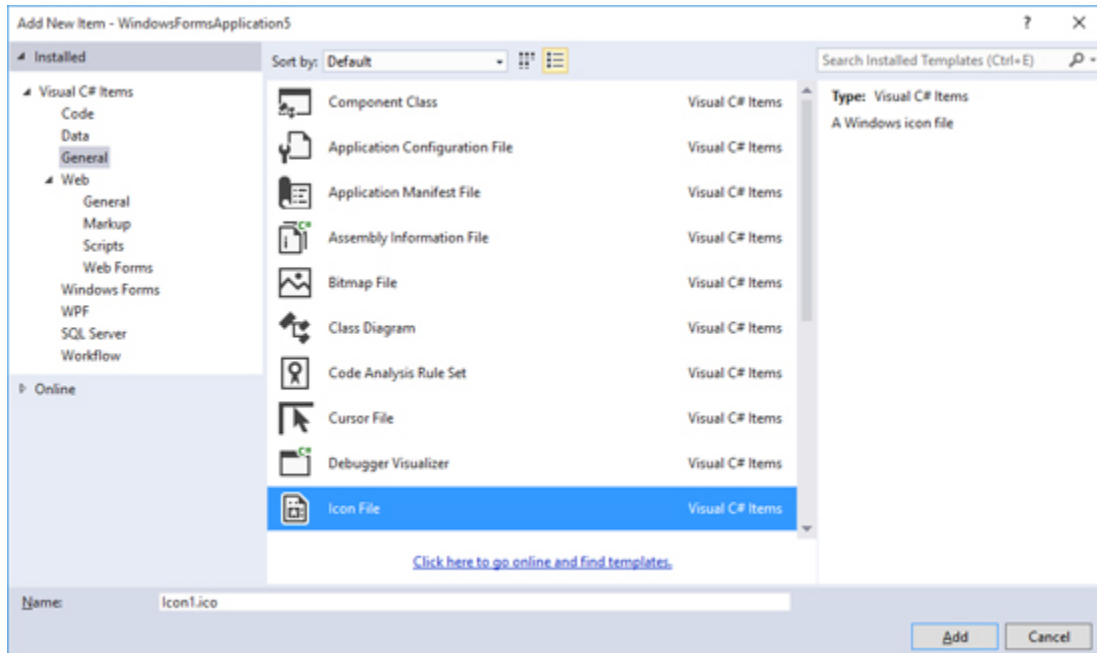 Add New Item - WindowsFormsApplication5 ?
Installed
Visual C# Items
Code
Data
General
Web
General
Markup
Scripts
Web Forms
Windows Forms
WPF
SQL Server
Workflow
Online
Sort by: Default
Component Class Visual C# Items
Application Configuration File Visual C# Items
Application Manifest File Visual C# Items
Assembly Information File Visual C# Items
Bitmap File Visual C# Items
Class Diagram Visual C# Items
Code Analysis Rule Set Visual C# Items
Cursor File Visual C# Items
Debugger Visualizer Visual C# Items
Icon File Visual C# Items
Click here to go online and find templates.
Search Installed Templates (Ctrl+E)
Type: Visual C# Items
A Windows icon file
Name: Icon1.ico
Add Cancel